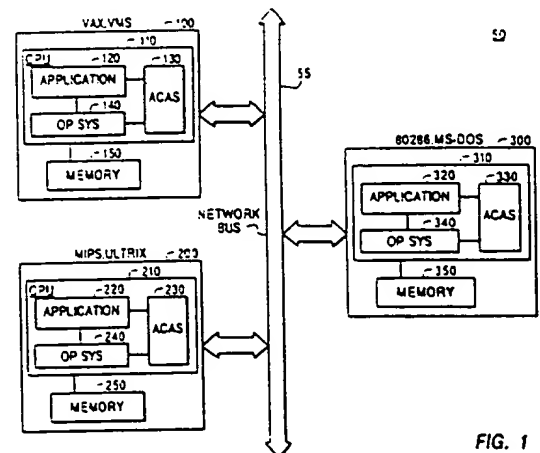 VAX.VMS 100
110
CPU 120 130
APPLICATION
ACAS
140
OP SYS
150
MEMORY
50
55
NETWORK
BUS
80286.MS-DOS 300
310
320 330
APPLICATION
ACAS
340
OP SYS
350
MEMORY
MIPS.ULTRIX 200
210
CPU 220 230
APPLICATION
ACAS
240
OP SYS
250
MEMORY
FIG. 1